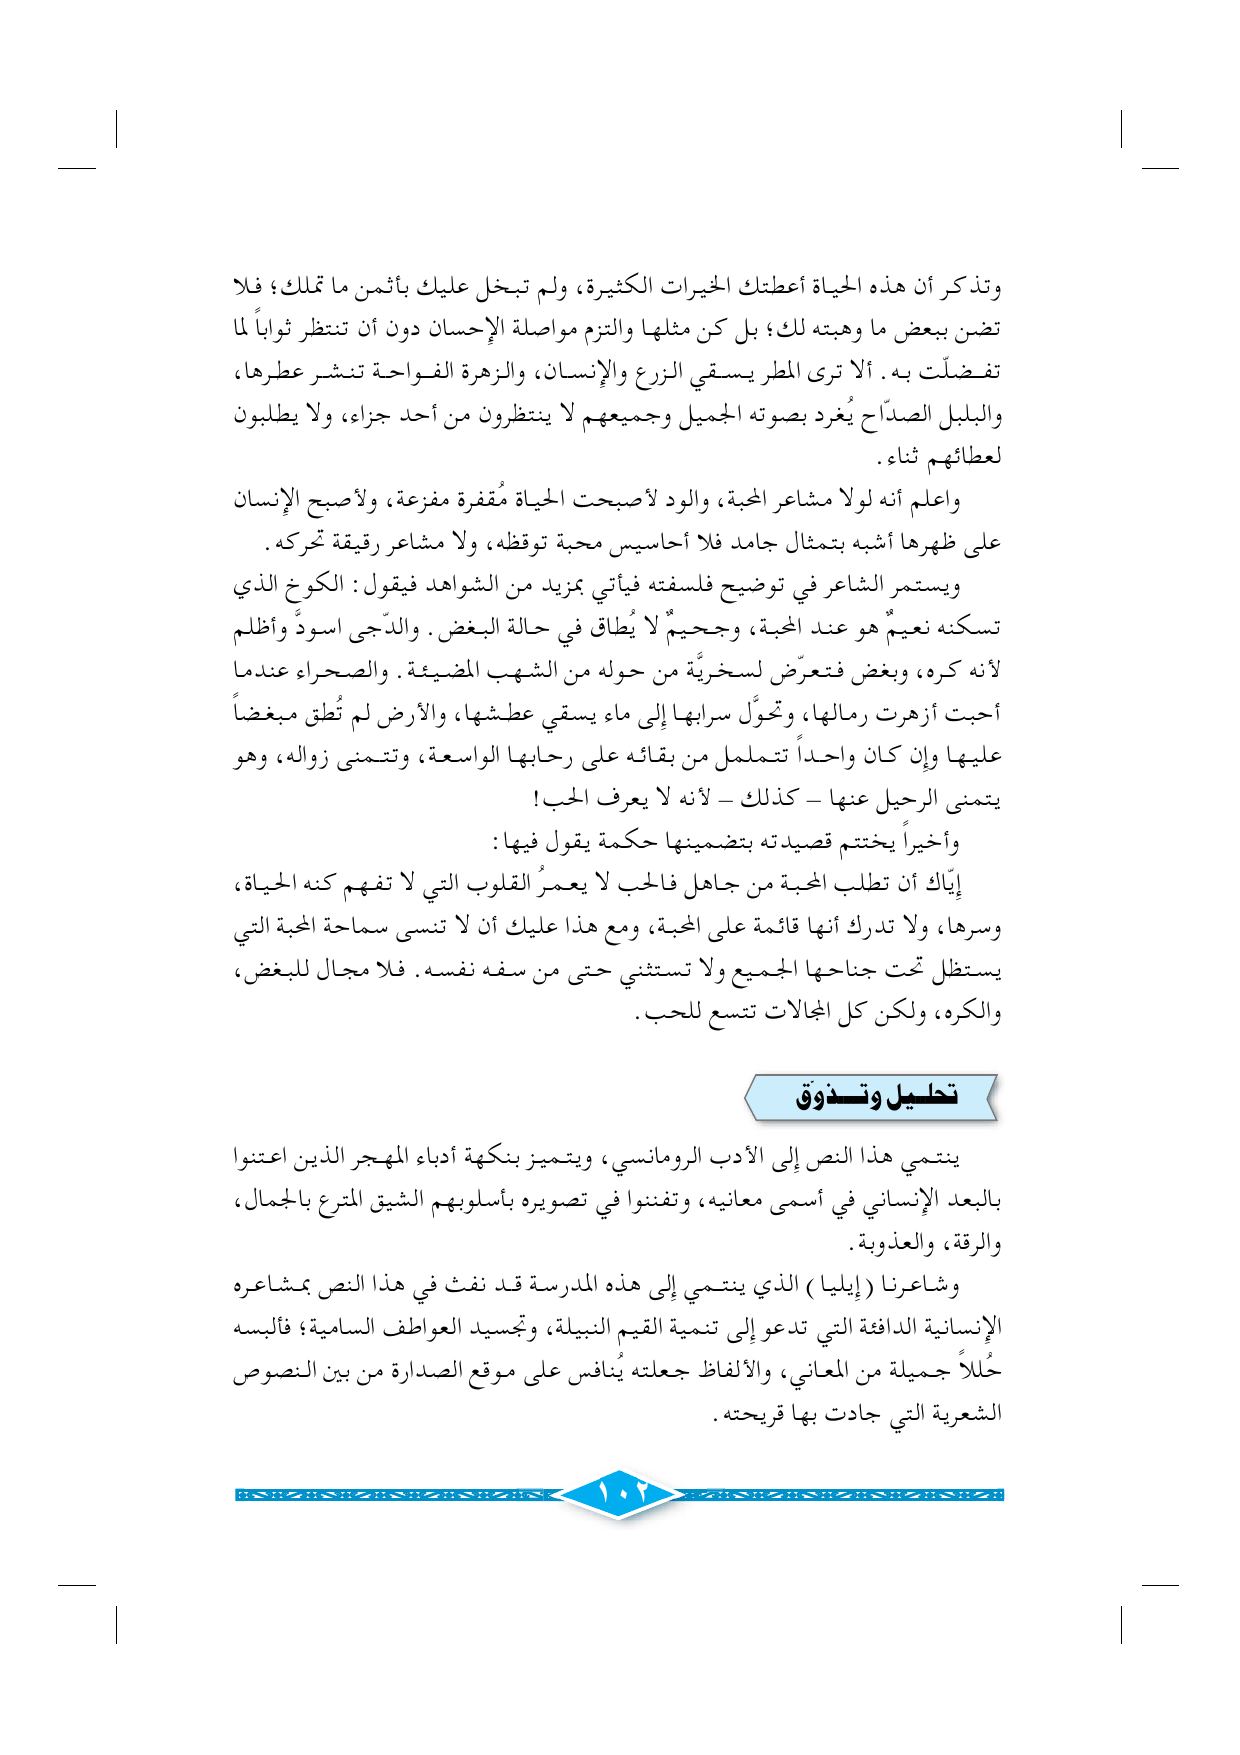 وتذكر أن هذه الحياة أعطتك الخيرات الكثيرة، ولم تبخل عليك بأثمن ما تملك؛ فلا
تضن ببعض ما وهبته لك؛ بل كن مثلها والتزم مواصلة الإحسان دون أن تنتظر ثواباً لما
تفضلّت به. ألا ترى المطر يسقي الزرع والإنسان، والزهرة الفواحة تنشر عطرها،
والبلبل الصدّاح يُغرد بصوته الجميل وجميعهم لا ينتظرون من أحد جزاء، ولا يطلبون
لعطائهم ثناء.
واعلم أنه لولا مشاعر المحبة، والود لأصبحت الحياة مُقفرة مفزعة، ولأصبح الإنسان
على ظهرها أشبه بتمثال جامد فلا أحاسيس محبة توقظه، ولا مشاعر رقيقة تحركه.
ويستمر الشاعر في توضيح فلسفته فيأتي بمزيد من الشواهد فيقول: الكوخ الذي
تسكنه نعيمٌ هو عند المحبة، وجحيمٌ لا يُطاق في حالة البغض. والدّجى اسودَّ وأظلم
لأنه كره، وبغض فتعرّض لسخريَّة من حوله من الشهب المضيئة. والصحراء عندما
أحبت أزهرت رمالها، وتحوَّل سرابها إلى ماء يسقي عطشها، والأرض لم تُطق مبغضاً
عليها وإن كان واحداً تتململ من بقائه على رحابها الواسعة، وتتمنى زواله، وهو
يتمنى الرحيل عنها – كذلك – لأنه لا يعرف الحب!
وأخيراً يختتم قصيدته بتضمينها حكمة يقول فيها:
إيّاك أن تطلب المحبة من جاهل فالحب لا يعمرُ القلوب التي لا تفهم كنه الحياة،
وسرها، ولا تدرك أنها قائمة على المحبة، ومع هذا عليك أن لا تنسى سماحة المحبة التي
يستظل تحت جناحها الجميع ولا تستثني حتى من سفه نفسه. فلا مجال للبغض،
والكره، ولكن كل المجالات تتسع للحب.
تحليل وتذوّق
ينتمي هذا النص إلى الأدب الرومانسي، ويتميز بنكهة أدباء المهجر الذين اعتنوا
بالبعد الإنساني في أسمى معانيه، وتفننوا في تصويره بأسلوبهم الشيق المترع بالجمال،
والرقة، والعذوبة.
وشاعرنا (إيليا) الذي ينتمي إلى هذه المدرسة قد نفث في هذا النص بمشاعره
الإنسانية الدافئة التي تدعو إلى تنمية القيم النبيلة، وتجسيد العواطف السامية؛ فألبسه
حُللاً جميلة من المعاني، والألفاظ جعلته يُنافس على موقع الصدارة من بين النصوص
الشعرية التي جادت بها قريحته.
١٠٢